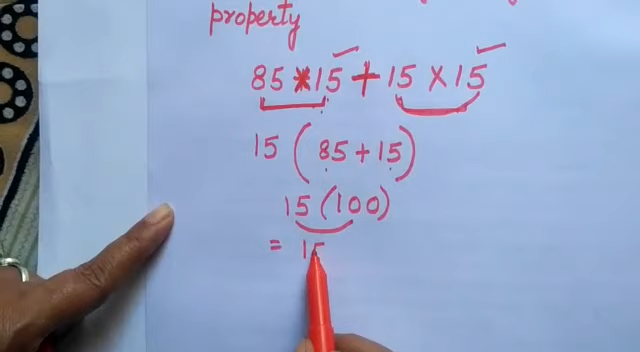 property
85 * 15 + 15 × 15
15 ( 85 + 15 )
15 (100)
= 15